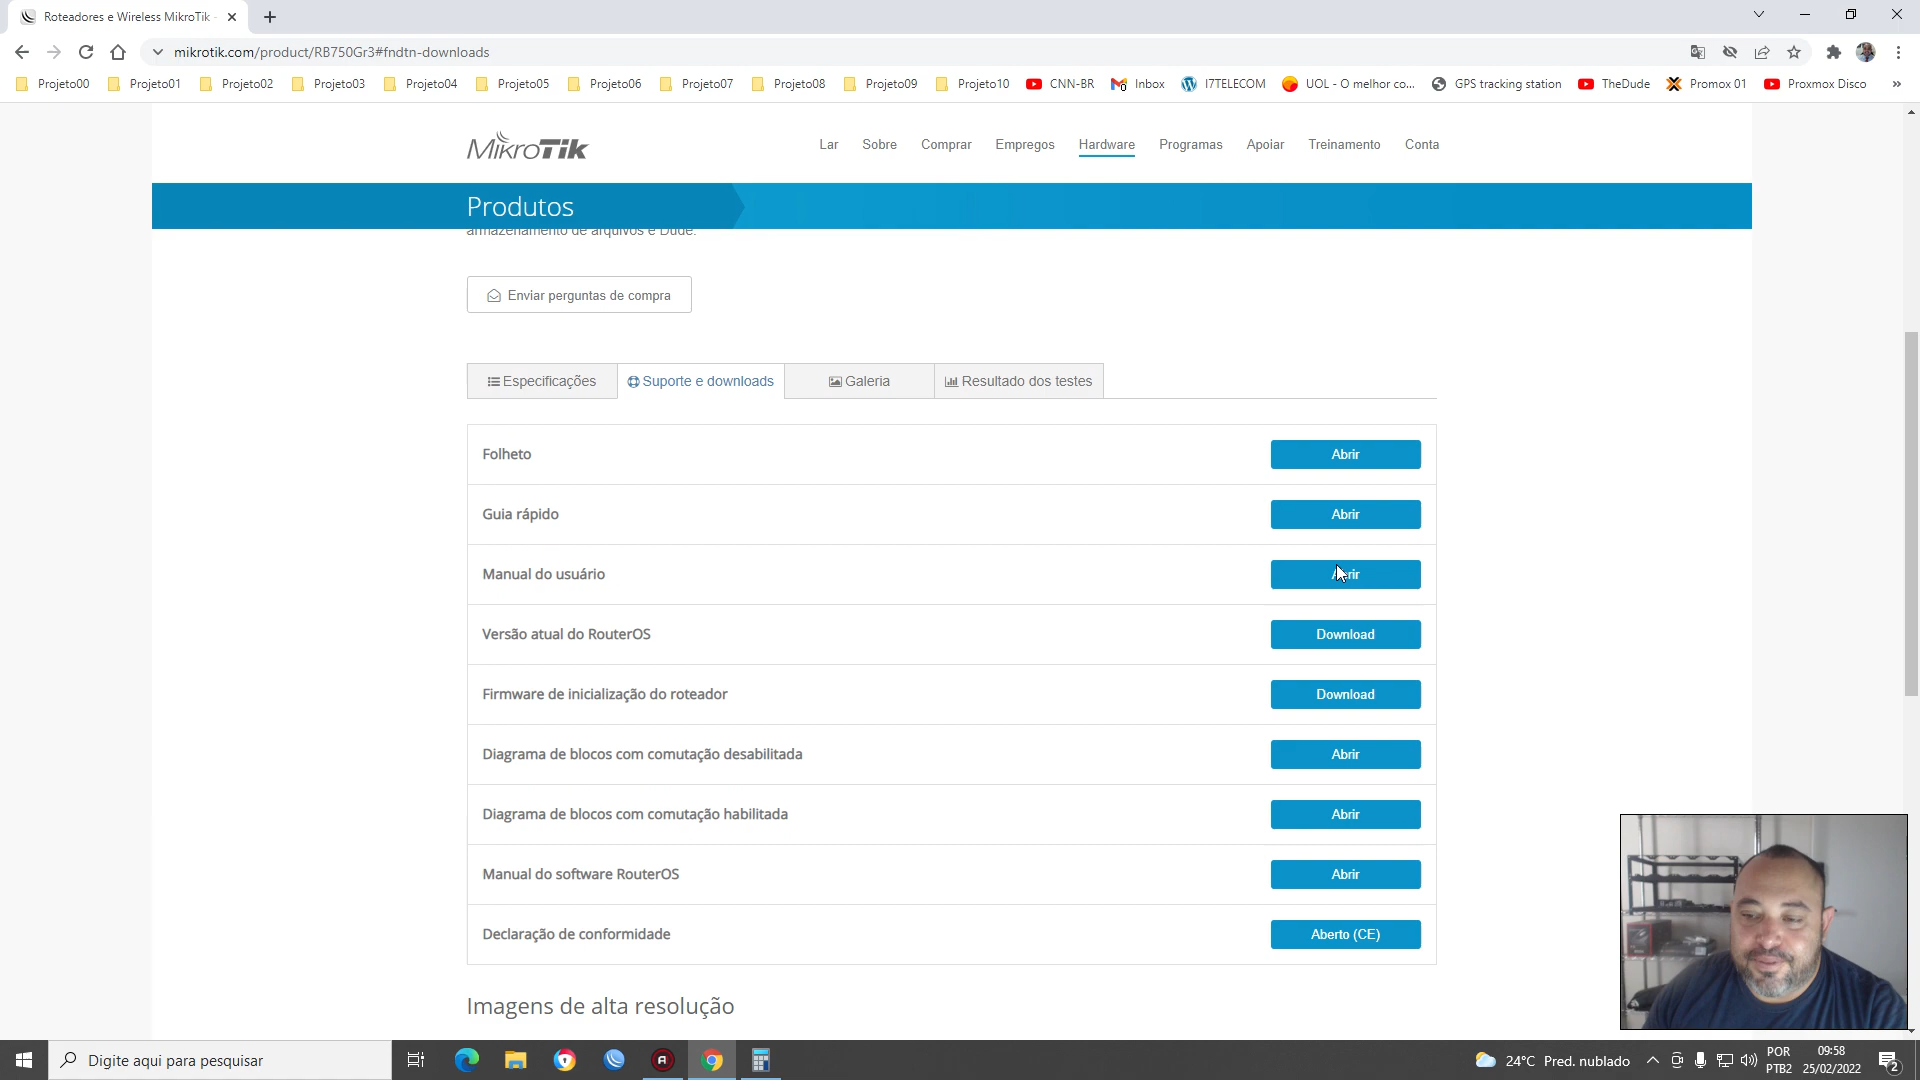 Roteadores e Wireless MikroTik -
mikrotik.com/product/RB750Gr3#fndtn-downloads
Projeto00
Projeto01
Projeto02
Projeto03
Projeto04
Projeto05
Projeto06
Projeto07
Projeto08
Projeto09
Projeto10
CNN-BR
Inbox
I7TELECOM
UOL - O melhor co...
GPS tracking station
TheDude
Promox 01
Proxmox Disco
»
MikroTik
Lar
Sobre
Comprar
Empregos
Hardware
Programas
Apoiar
Treinamento
Conta
Produtos
armazenamento de arquivos e Dude.
Enviar perguntas de compra
Especificações
Suporte e downloads
Galeria
Resultado dos testes
Folheto
Abrir
Guia rápido
Abrir
Manual do usuário
Abrir
Versão atual do RouterOS
Download
Firmware de inicialização do roteador
Download
Diagrama de blocos com comutação desabilitada
Abrir
Diagrama de blocos com comutação habilitada
Abrir
Manual do software RouterOS
Abrir
Declaração de conformidade
Aberto (CE)
Imagens de alta resolução
Digite aqui para pesquisar
24°C Pred. nublado
POR
PTB2
09:58
25/02/2022
2